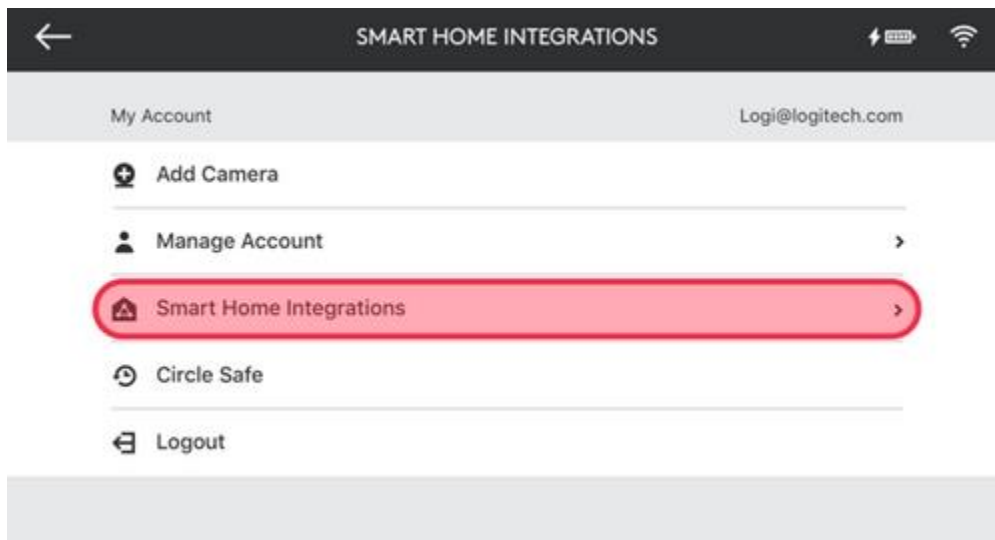 SMART HOME INTEGRATIONS
My Account Logi@logitech.com
Add Camera
Manage Account
Smart Home Integrations
Circle Safe
Logout